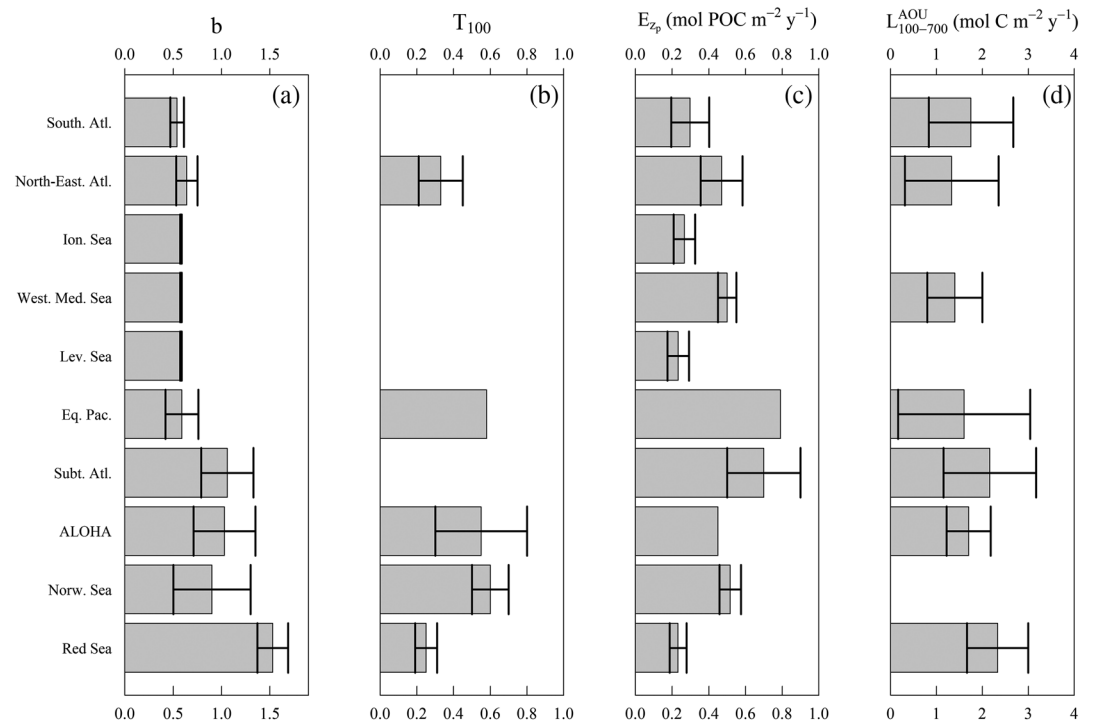 b T₁₀₀ E_zₚ (mol POC m⁻² y⁻¹) L^AOU_100–700 (mol C m⁻² y⁻¹)
0.0 0.5 1.0 1.5 0.0 0.2 0.4 0.6 0.8 1.0 0.0 0.2 0.4 0.6 0.8 1.0 0 1 2 3 4
(a) (b) (c) (d)
South. Atl.
North-East. Atl.
Ion. Sea
West. Med. Sea
Lev. Sea
Eq. Pac.
Subt. Atl.
ALOHA
Norw. Sea
Red Sea
0.0 0.5 1.0 1.5 0.0 0.2 0.4 0.6 0.8 1.0 0.0 0.2 0.4 0.6 0.8 1.0 0 1 2 3 4